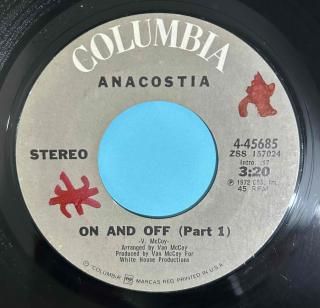 COLUMBIA
ANACOSTIA
STEREO
4-45685
ZSS 157024
Intro. :17
3:20
℗ 1972 CBS, Inc.
45 RPM
ON AND OFF (Part 1)
-V. McCoy-
Arranged by Van McCoy
Produced by Van McCoy For
White House Productions
® "COLUMBIA", MARCAS REG. PRINTED IN U.S.A.